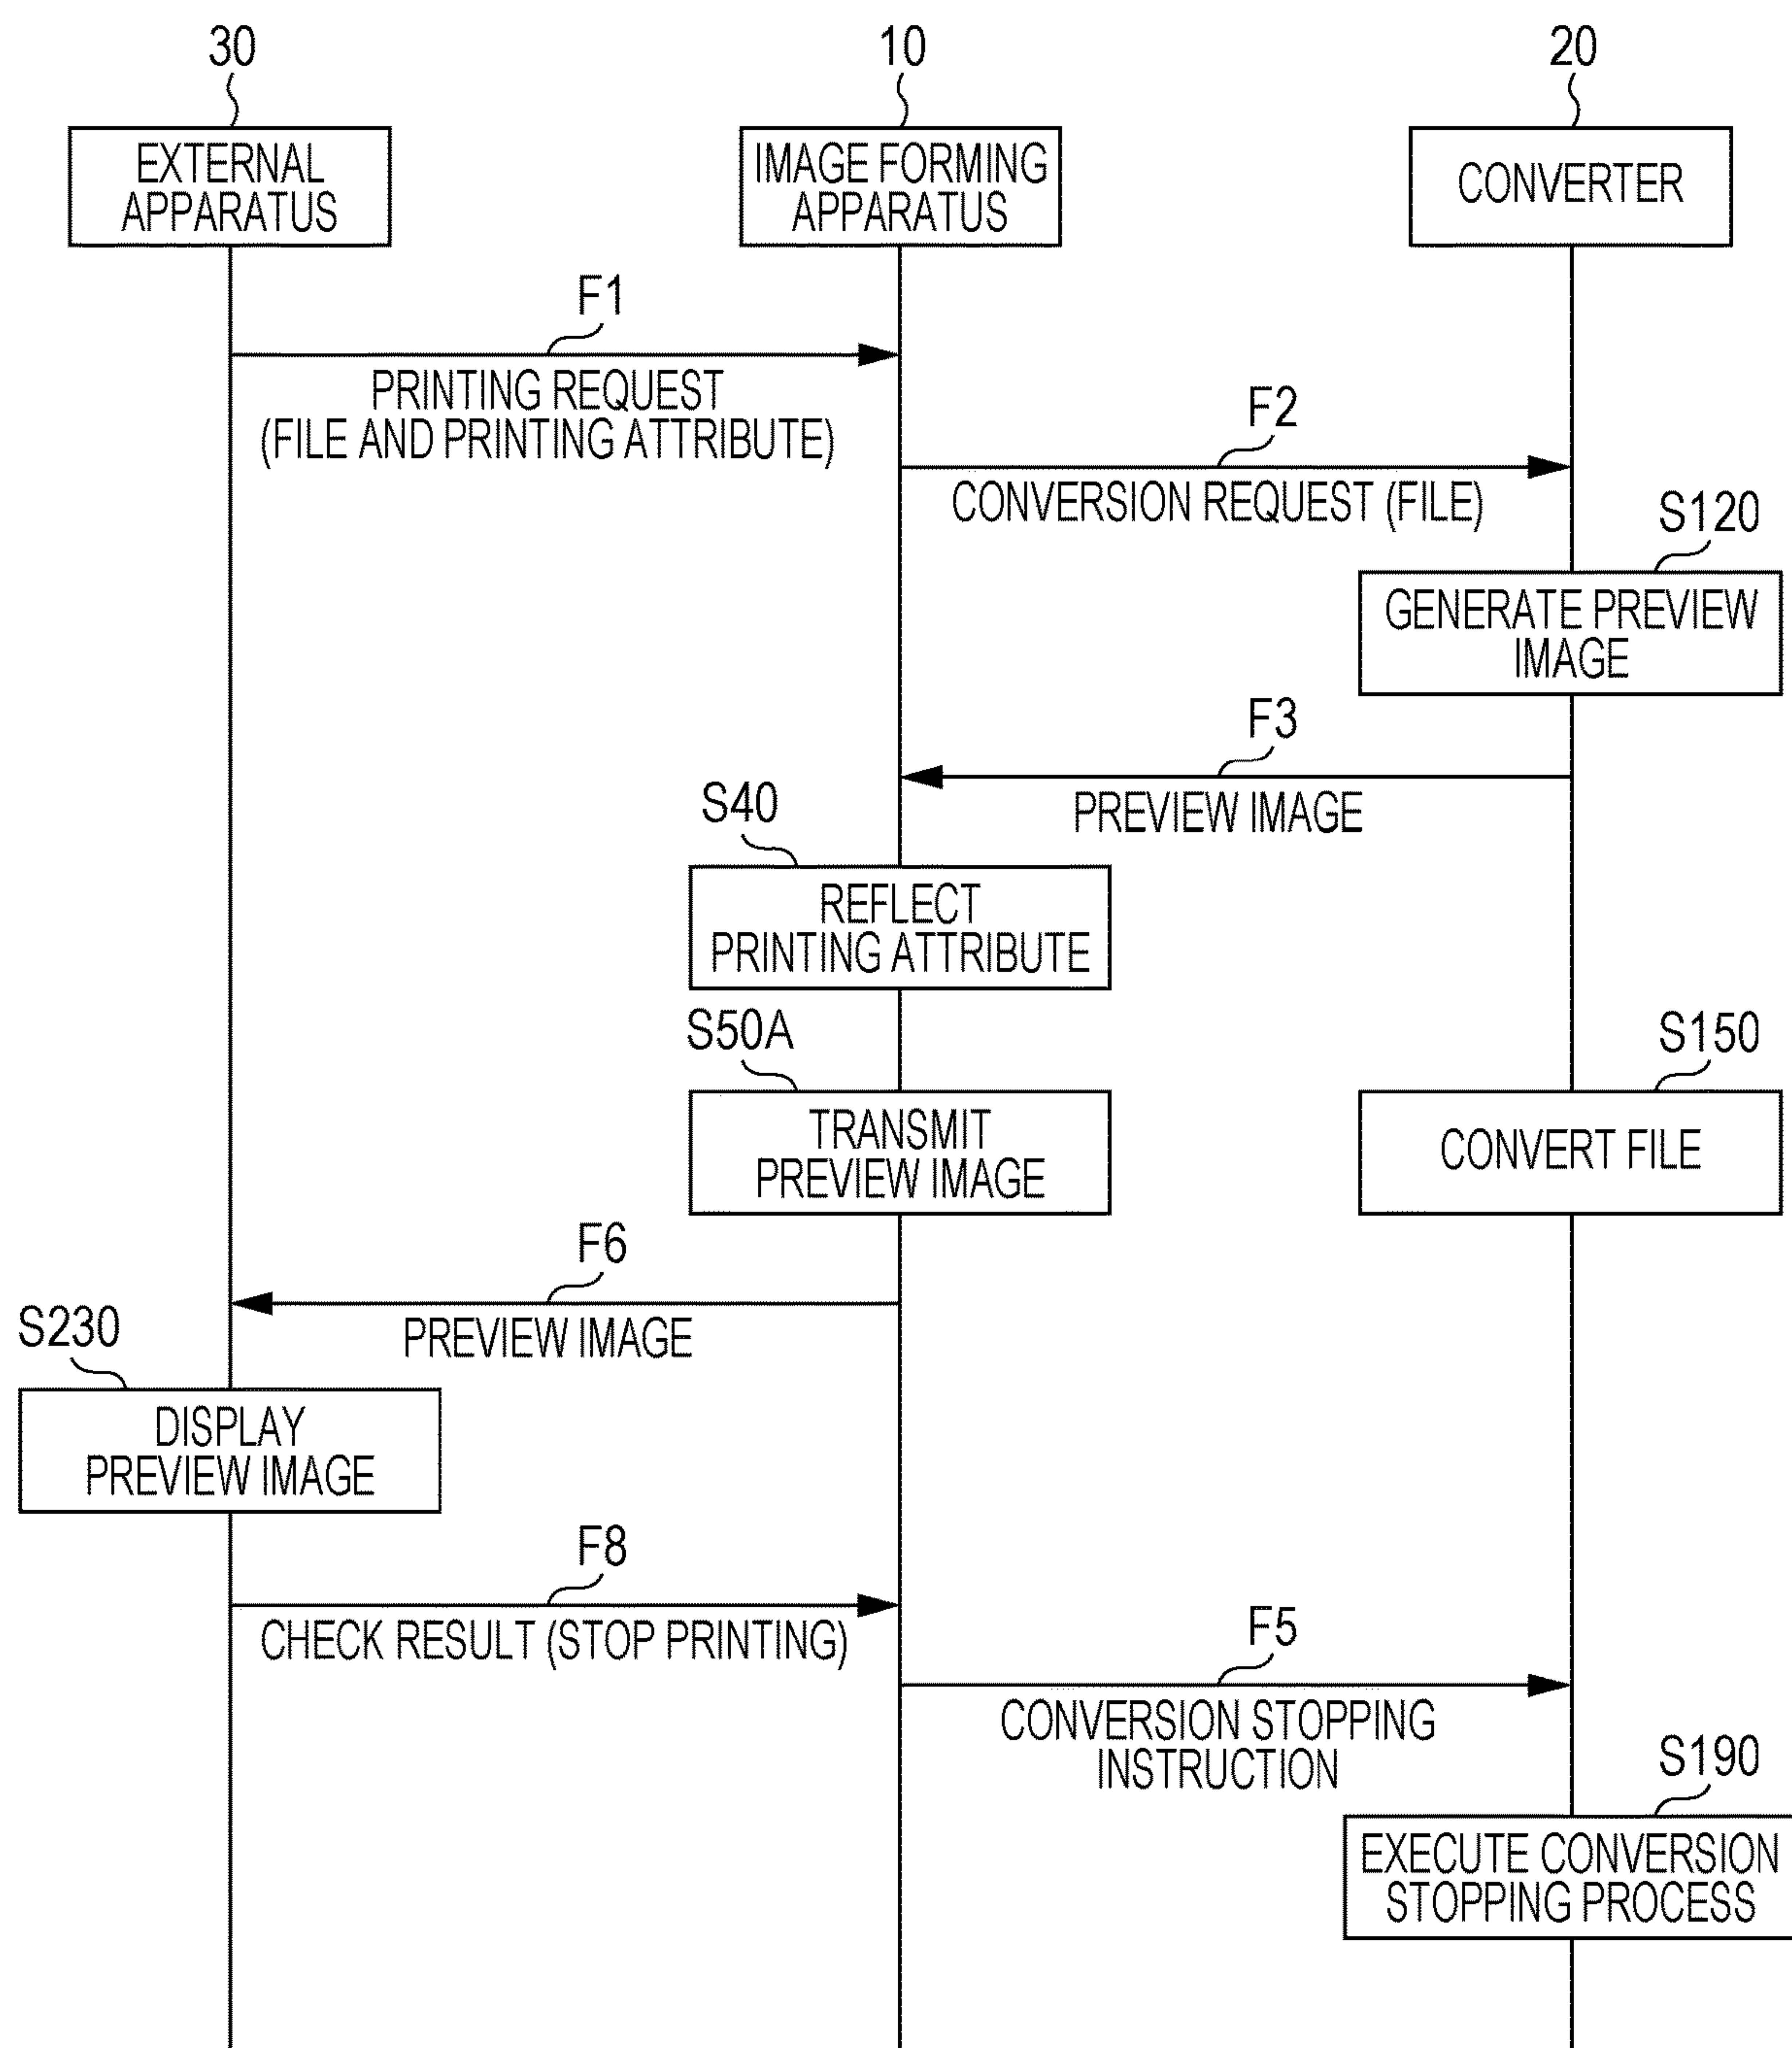 30
10
20
EXTERNAL
APPARATUS
IMAGE FORMING
APPARATUS
CONVERTER
F1
PRINTING REQUEST
(FILE AND PRINTING ATTRIBUTE)
F2
CONVERSION REQUEST (FILE)
S120
GENERATE PREVIEW
IMAGE
F3
PREVIEW IMAGE
S40
REFLECT
PRINTING ATTRIBUTE
S50A
TRANSMIT
PREVIEW IMAGE
S150
CONVERT FILE
F6
PREVIEW IMAGE
S230
DISPLAY
PREVIEW IMAGE
F8
CHECK RESULT (STOP PRINTING)
F5
CONVERSION STOPPING
INSTRUCTION
S190
EXECUTE CONVERSION
STOPPING PROCESS